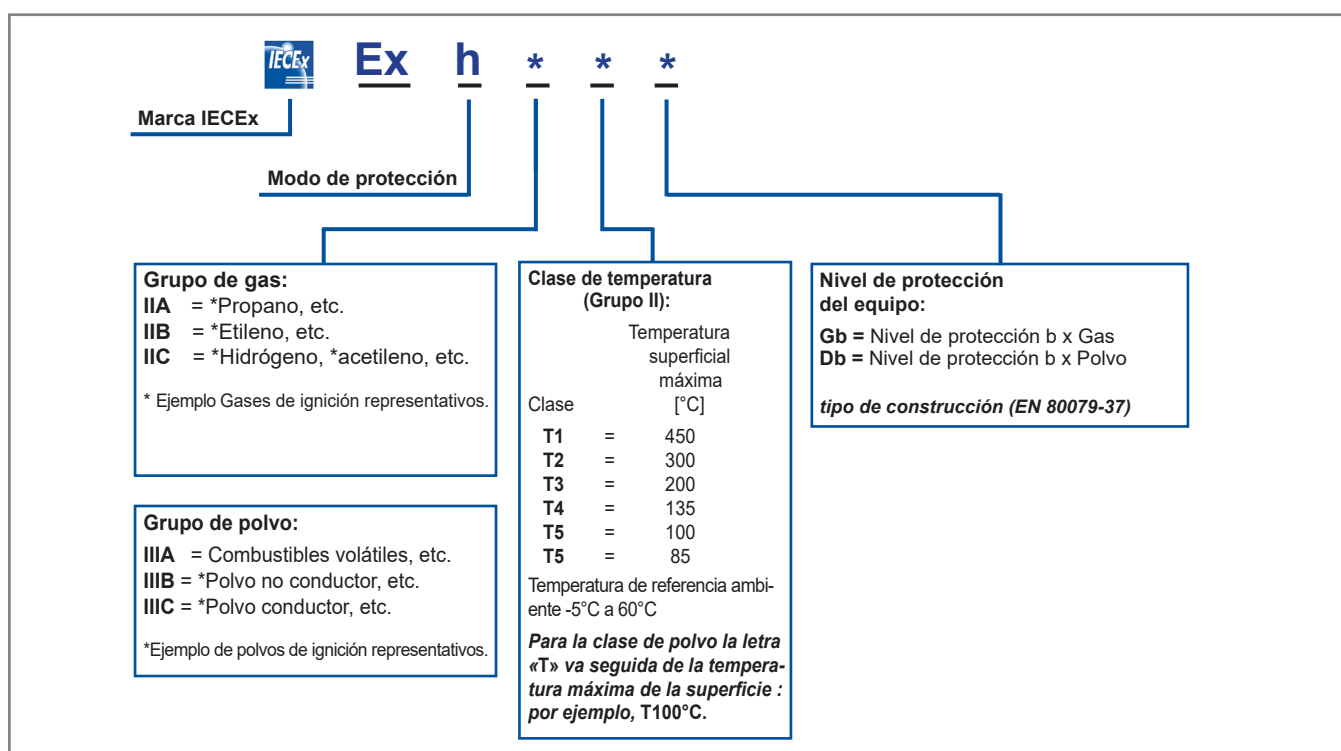 IECEx Ex h * * *
Marca IECEx
Modo de protección
Grupo de gas:
IIA = *Propano, etc.
IIB = *Etileno, etc.
IIC = *Hidrógeno, *acetileno, etc.
* Ejemplo Gases de ignición representativos.
Grupo de polvo:
IIIA = Combustibles volátiles, etc.
IIIB = *Polvo no conductor, etc.
IIIC = *Polvo conductor, etc.
*Ejemplo de polvos de ignición representativos.
Clase de temperatura
(Grupo II):
Temperatura
superficial
máxima
Clase [°C]
T1 = 450
T2 = 300
T3 = 200
T4 = 135
T5 = 100
T5 = 85
Temperatura de referencia ambi-
ente -5°C a 60°C
Para la clase de polvo la letra
«T» va seguida de la tempera-
tura máxima de la superficie :
por ejemplo, T100°C.
Nivel de protección
del equipo:
Gb = Nivel de protección b x Gas
Db = Nivel de protección b x Polvo
tipo de construcción (EN 80079-37)